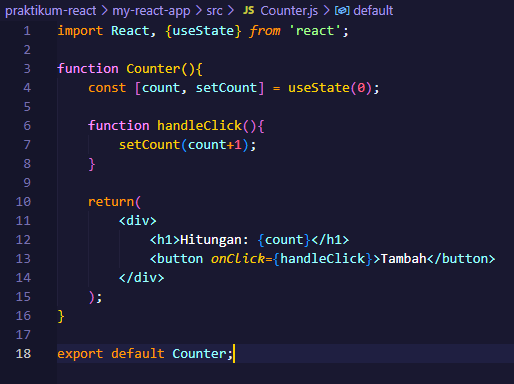 praktikum-react > my-react-app > src > JS Counter.js > default
1 import React, {useState} from 'react';
2
3 function Counter(){
4 const [count, setCount] = useState(0);
5
6 function handleClick(){
7 setCount(count+1);
8 }
9
10 return(
11 <div>
12 <h1>Hitungan: {count}</h1>
13 <button onClick={handleClick}>Tambah</button>
14 </div>
15 );
16 }
17
18 export default Counter;